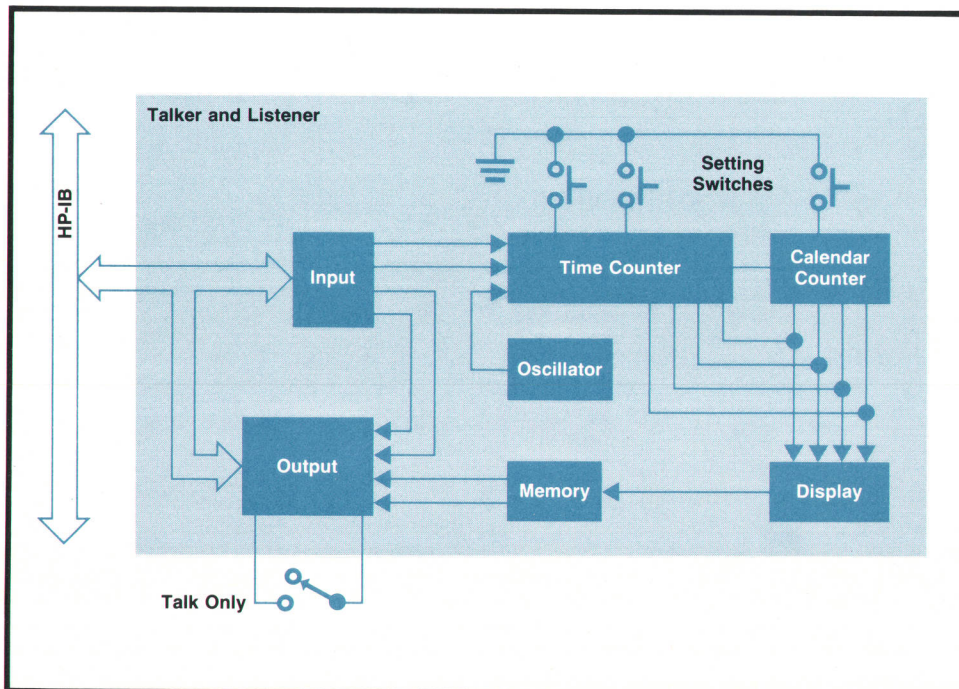 Talker and Listener
HP-IB
Setting
Switches
Input
Time Counter
Calendar
Counter
Oscillator
Output
Memory
Display
Talk Only